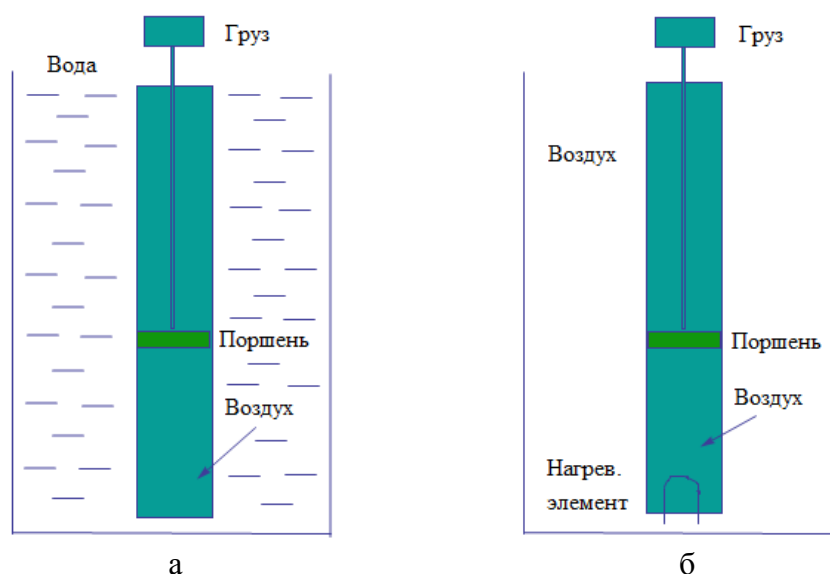 Груз
Вода
Поршень
Воздух
а
Груз
Воздух
Поршень
Воздух
Нагрев.
элемент
б